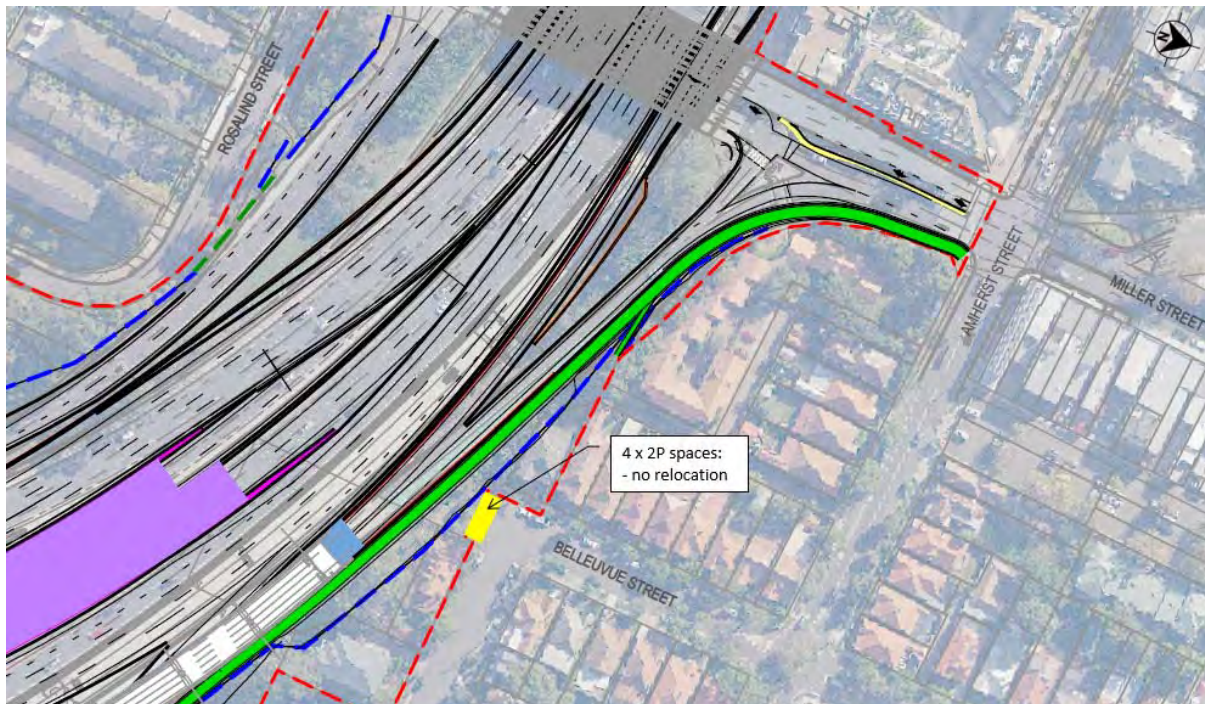 N
ROSALIND STREET
AMHERST STREET
MILLER STREET
4 x 2P spaces:
- no relocation
BELLEUVUE STREET